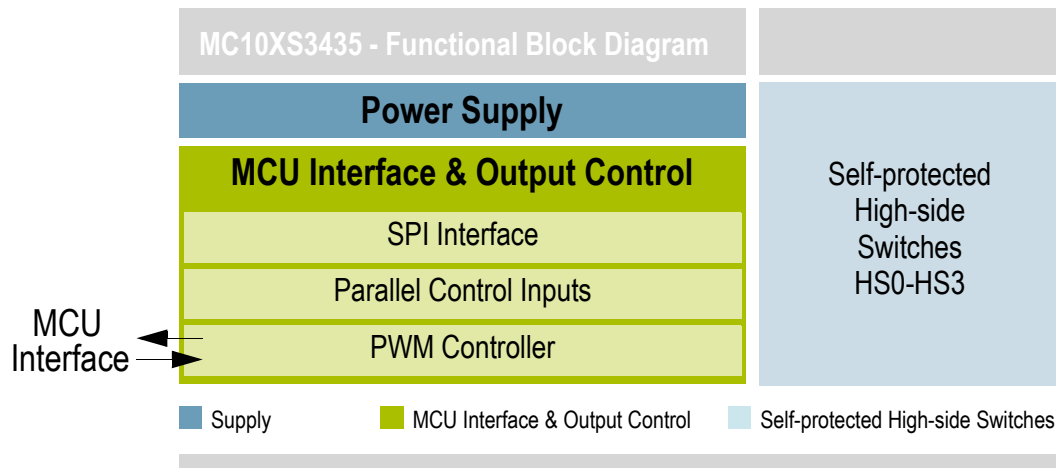 MC10XS3435 - Functional Block Diagram
Power Supply
MCU Interface & Output Control
SPI Interface
Parallel Control Inputs
PWM Controller
Self-protected
High-side
Switches
HS0-HS3
MCU
Interface
Supply
MCU Interface & Output Control
Self-protected High-side Switches